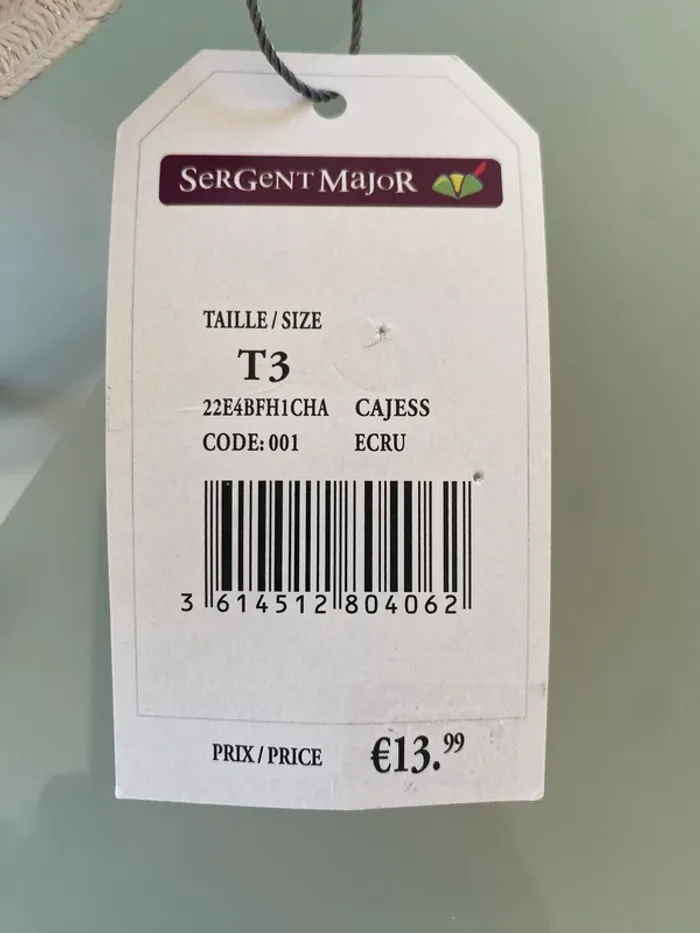 SERGENT MAJOR
TAILLE / SIZE
T3
22E4BFH1CHA CAJESS
CODE: 001 ECRU
3 614512 804062
PRIX / PRICE €13.99